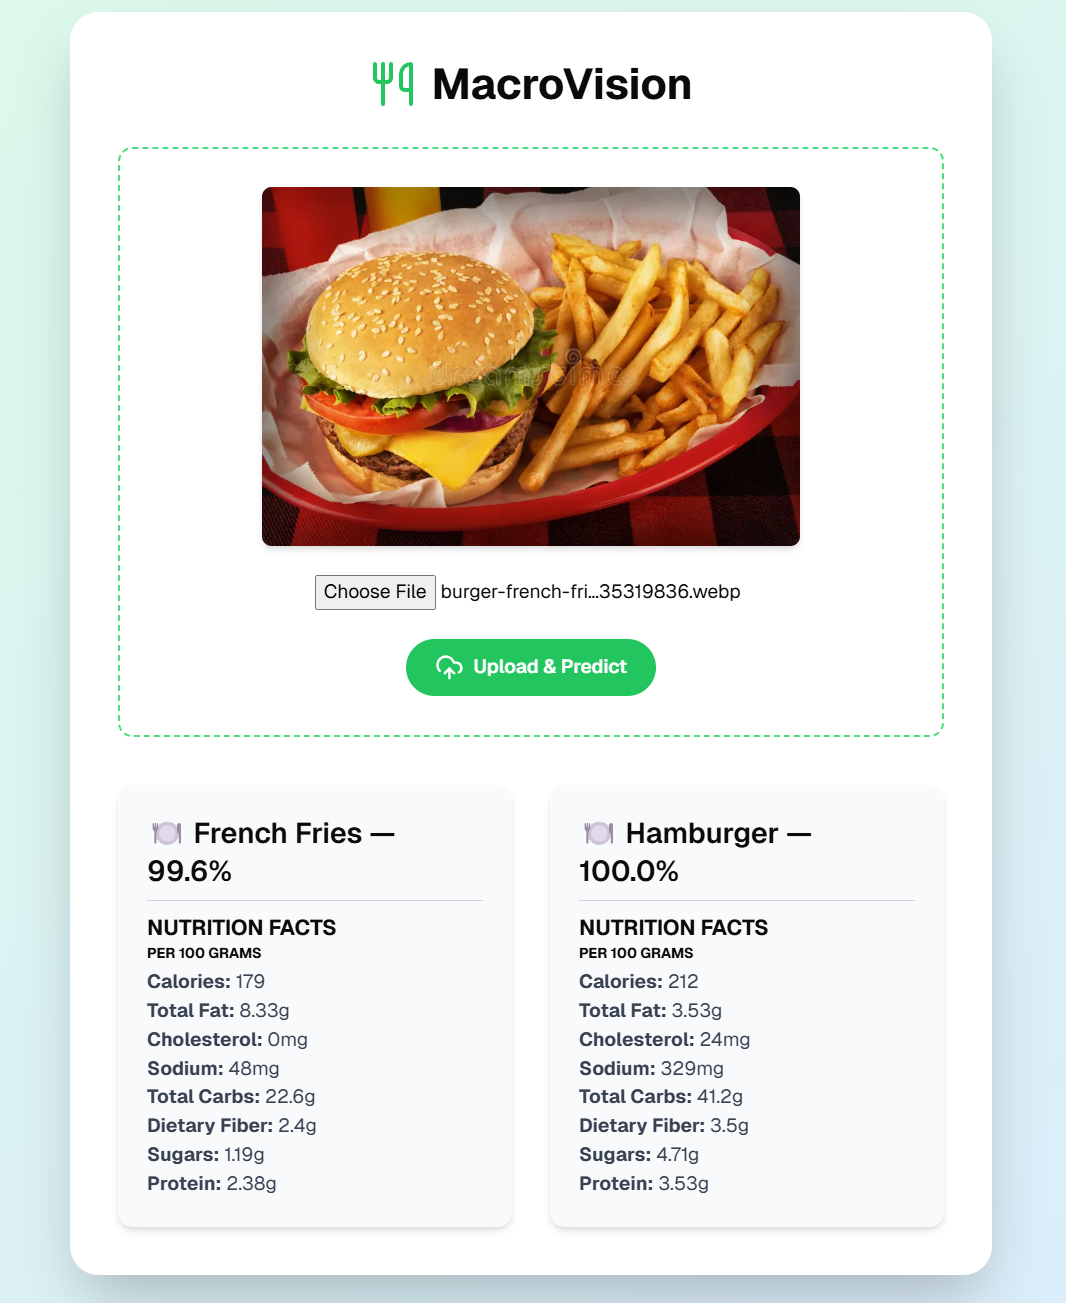 MacroVision
dreamstime
Choose File burger-french-fri...35319836.webp
Upload & Predict
French Fries —
99.6%
NUTRITION FACTS
PER 100 GRAMS
Calories: 179
Total Fat: 8.33g
Cholesterol: 0mg
Sodium: 48mg
Total Carbs: 22.6g
Dietary Fiber: 2.4g
Sugars: 1.19g
Protein: 2.38g
Hamburger —
100.0%
NUTRITION FACTS
PER 100 GRAMS
Calories: 212
Total Fat: 3.53g
Cholesterol: 24mg
Sodium: 329mg
Total Carbs: 41.2g
Dietary Fiber: 3.5g
Sugars: 4.71g
Protein: 3.53g